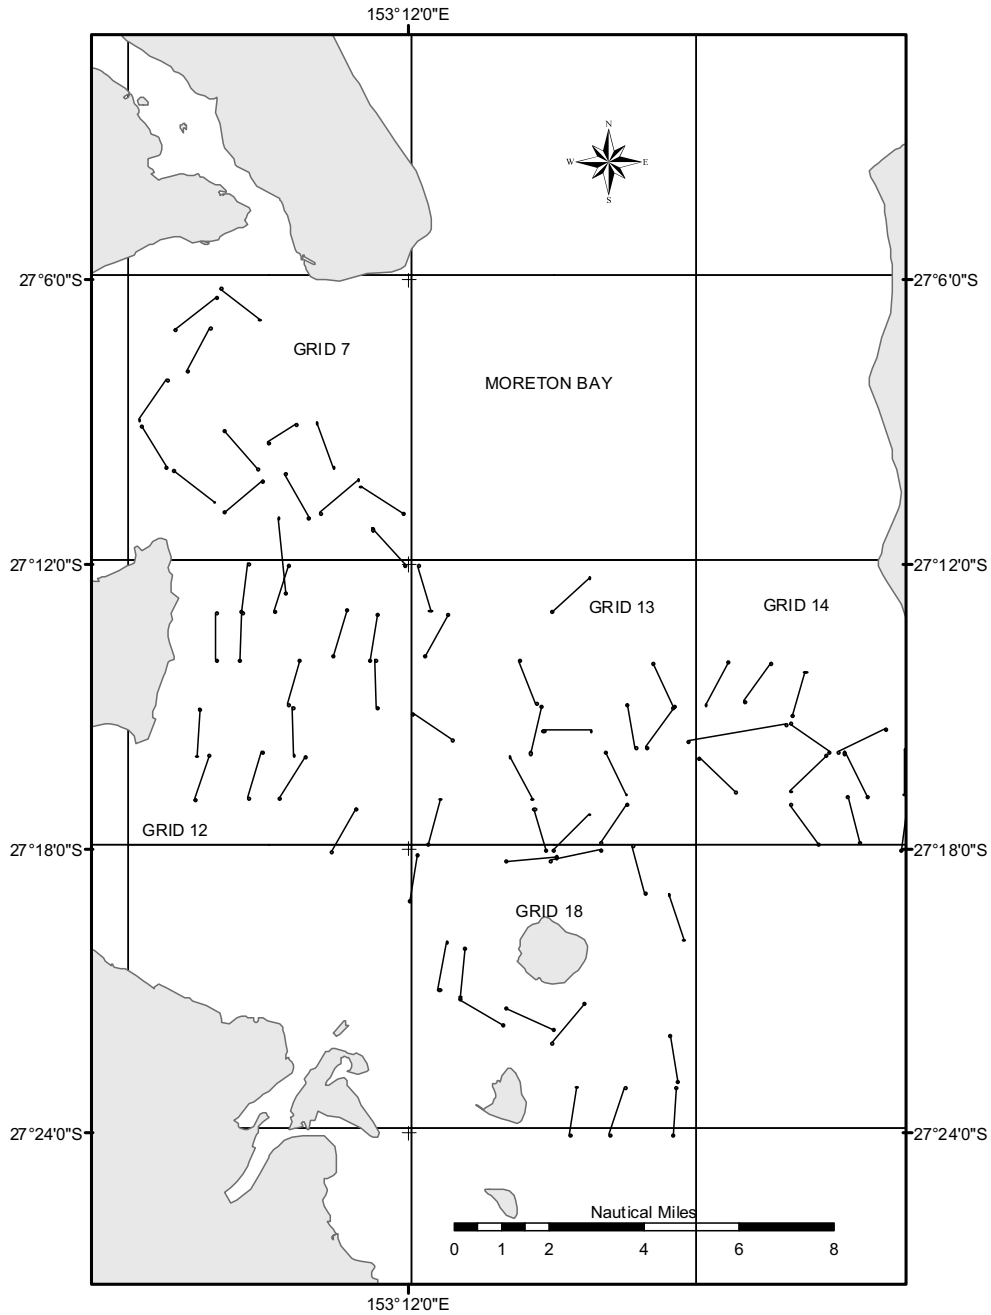 153°12'0"E
N
W E
S
27°6'0"S 27°6'0"S
GRID 7
MORETON BAY
27°12'0"S 27°12'0"S
GRID 13 GRID 14
GRID 12
27°18'0"S 27°18'0"S
GRID 18
27°24'0"S 27°24'0"S
Nautical Miles
0 1 2 4 6 8
153°12'0"E